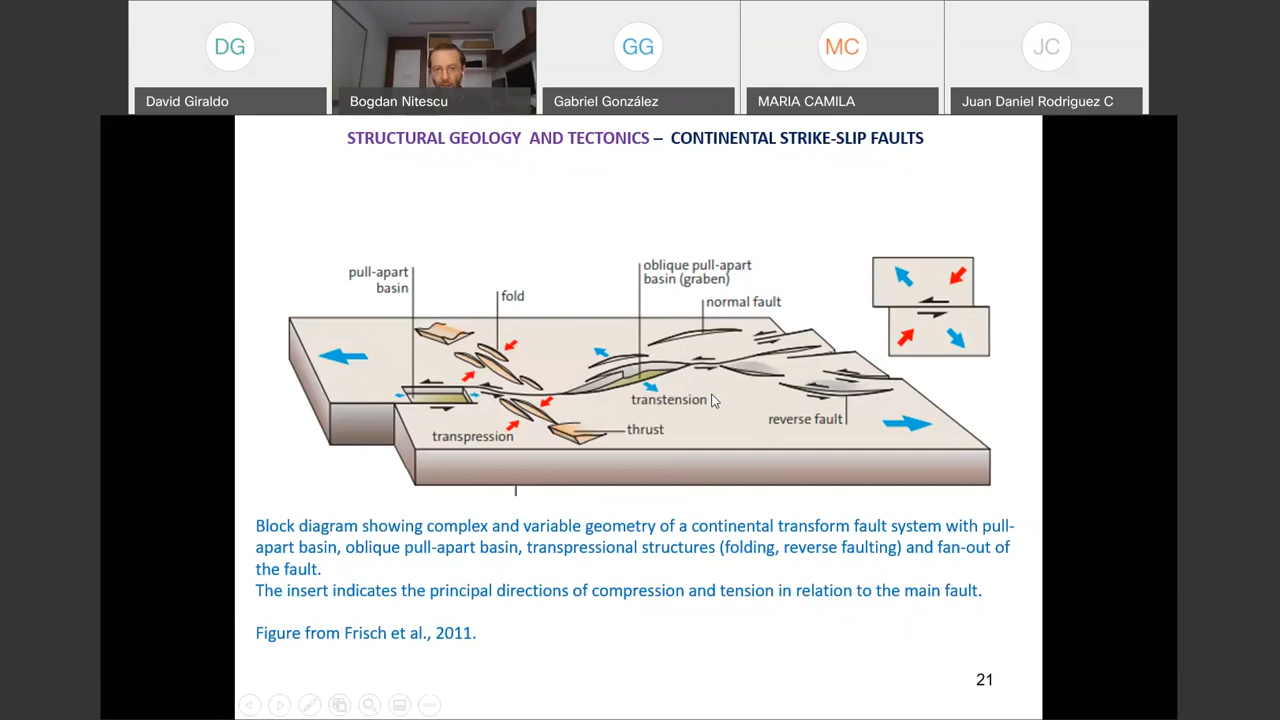 DG
GG
MC
JC
David Giraldo
Bogdan Nitescu
Gabriel González
MARIA CAMILA
Juan Daniel Rodriguez C
STRUCTURAL GEOLOGY AND TECTONICS – CONTINENTAL STRIKE-SLIP FAULTS
pull-apart
basin
fold
oblique pull-apart
basin (graben)
normal fault
transtension
reverse fault
transpression
thrust
Block diagram showing complex and variable geometry of a continental transform fault system with pull-
apart basin, oblique pull-apart basin, transpressional structures (folding, reverse faulting) and fan-out of
the fault.
The insert indicates the principal directions of compression and tension in relation to the main fault.
Figure from Frisch et al., 2011.
21